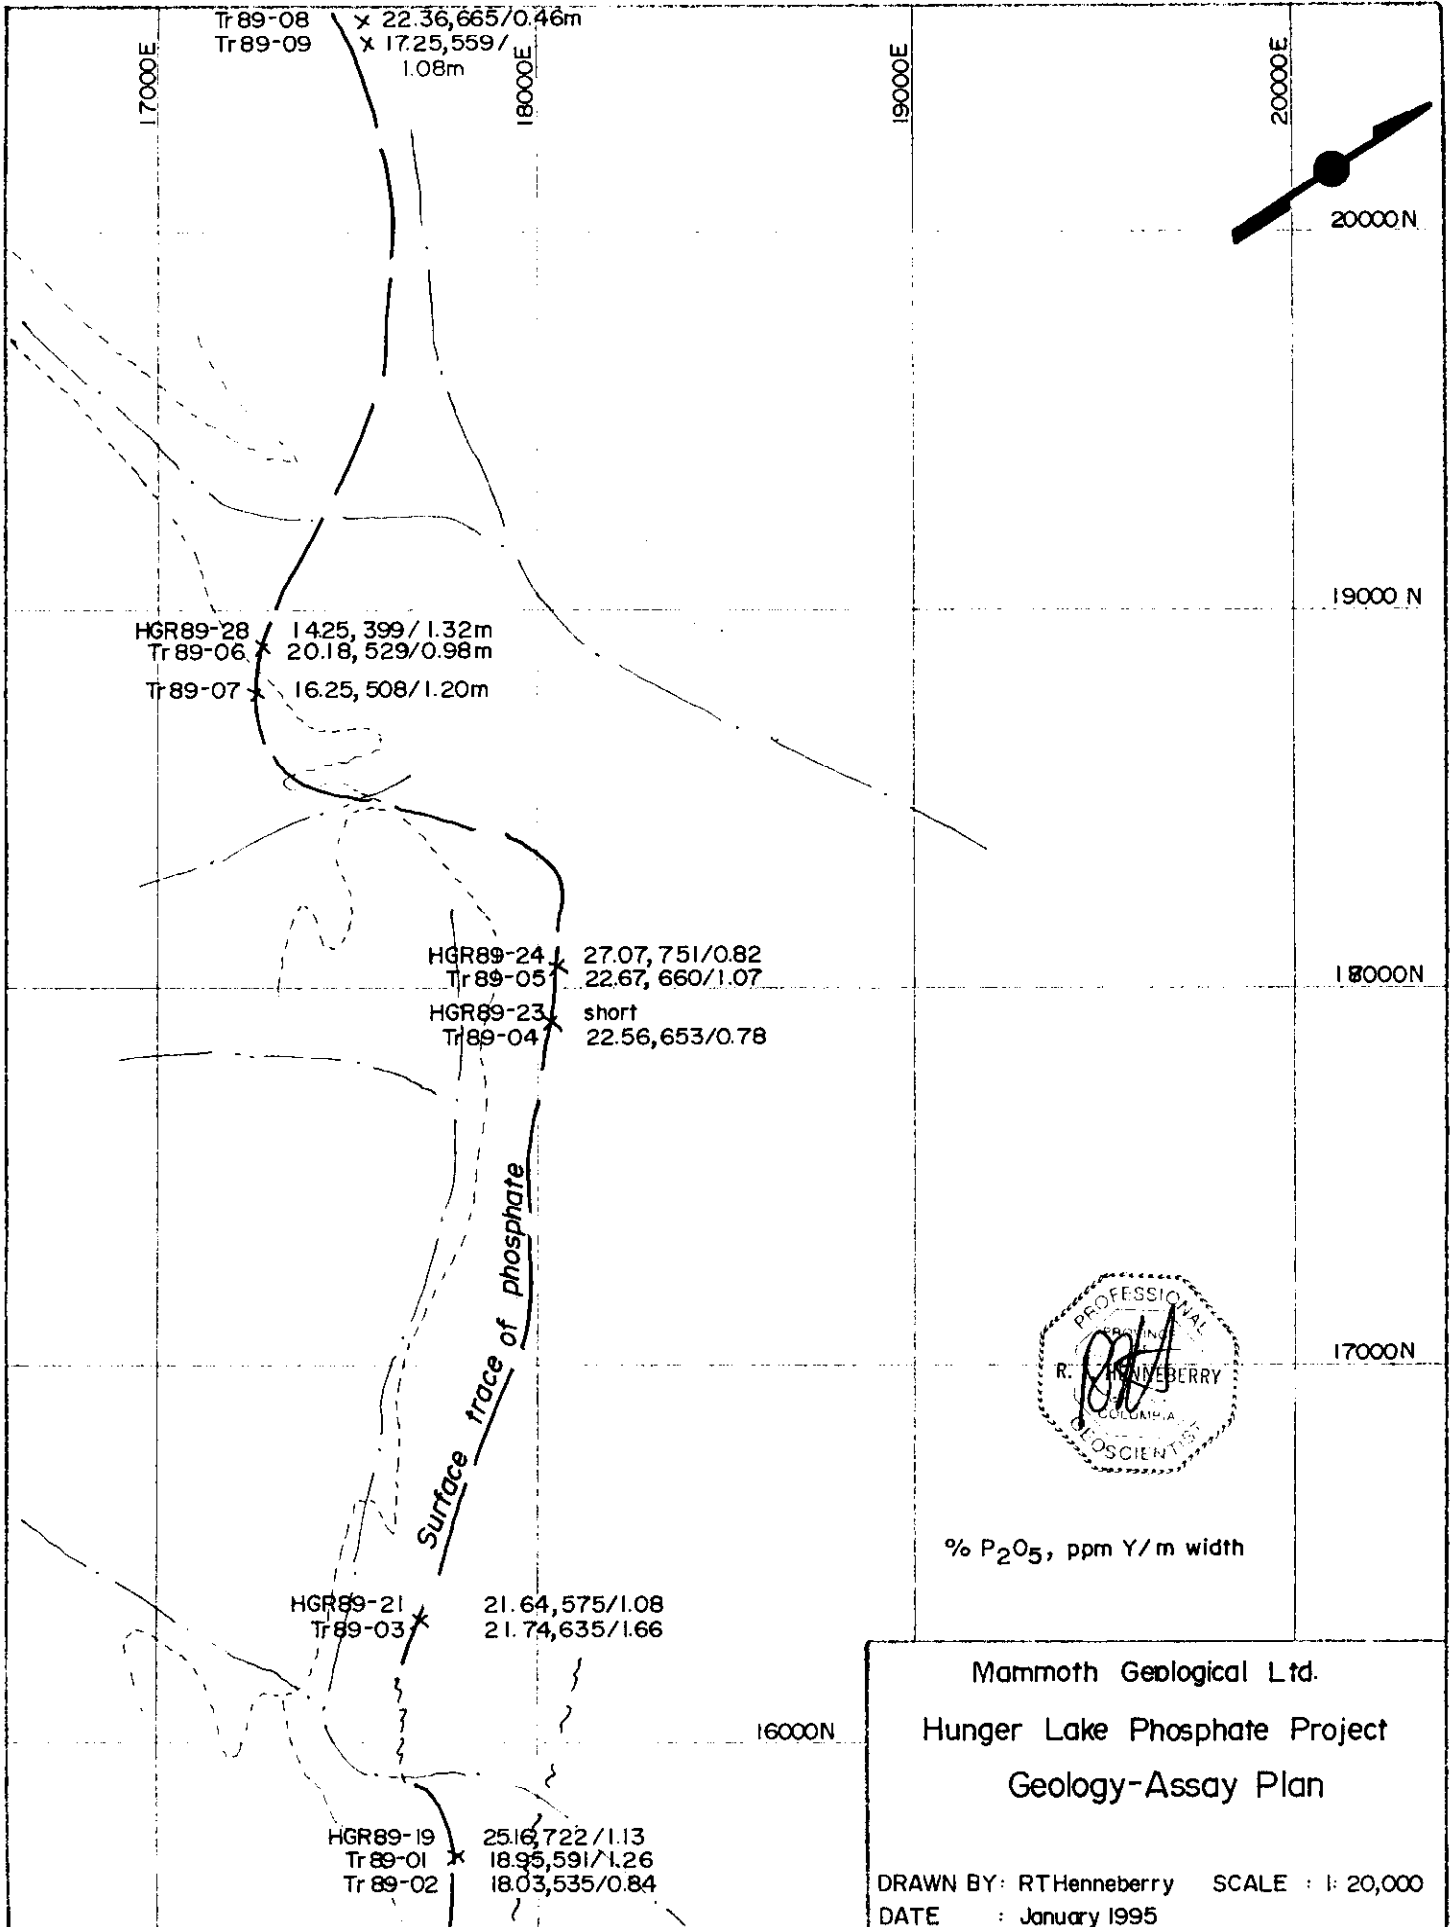 Tr 89-08 x 22.36,665/0.46m
Tr 89-09 x 17.25,559/
1.08m
17000E
18000E
19000E
20000E
20000N
19000 N
HGR89-28 14.25, 399/1.32m
Tr 89-06 20.18, 529/0.98m
Tr 89-07 16.25, 508/1.20m
HGR89-24 27.07, 751/0.82
Tr 89-05 22.67, 660/1.07
18000N
HGR89-23 short
Tr 89-04 22.56,653/0.78
Surface trace of phosphate
17000N
PROFESSIONAL
PROVINCE
R. HENNEBERRY
COLUMBIA
GEOSCIENTIST
% P2O5, ppm Y/m width
HGR89-21 21.64,575/1.08
Tr 89-03 21.74,635/1.66
16000N
HGR89-19 25.16,722/1.13
Tr 89-01 18.95,591/1.26
Tr 89-02 18.03,535/0.84
Mammoth Geological Ltd.
Hunger Lake Phosphate Project
Geology-Assay Plan
DRAWN BY: RTHenneberry SCALE : 1: 20,000
DATE : January 1995